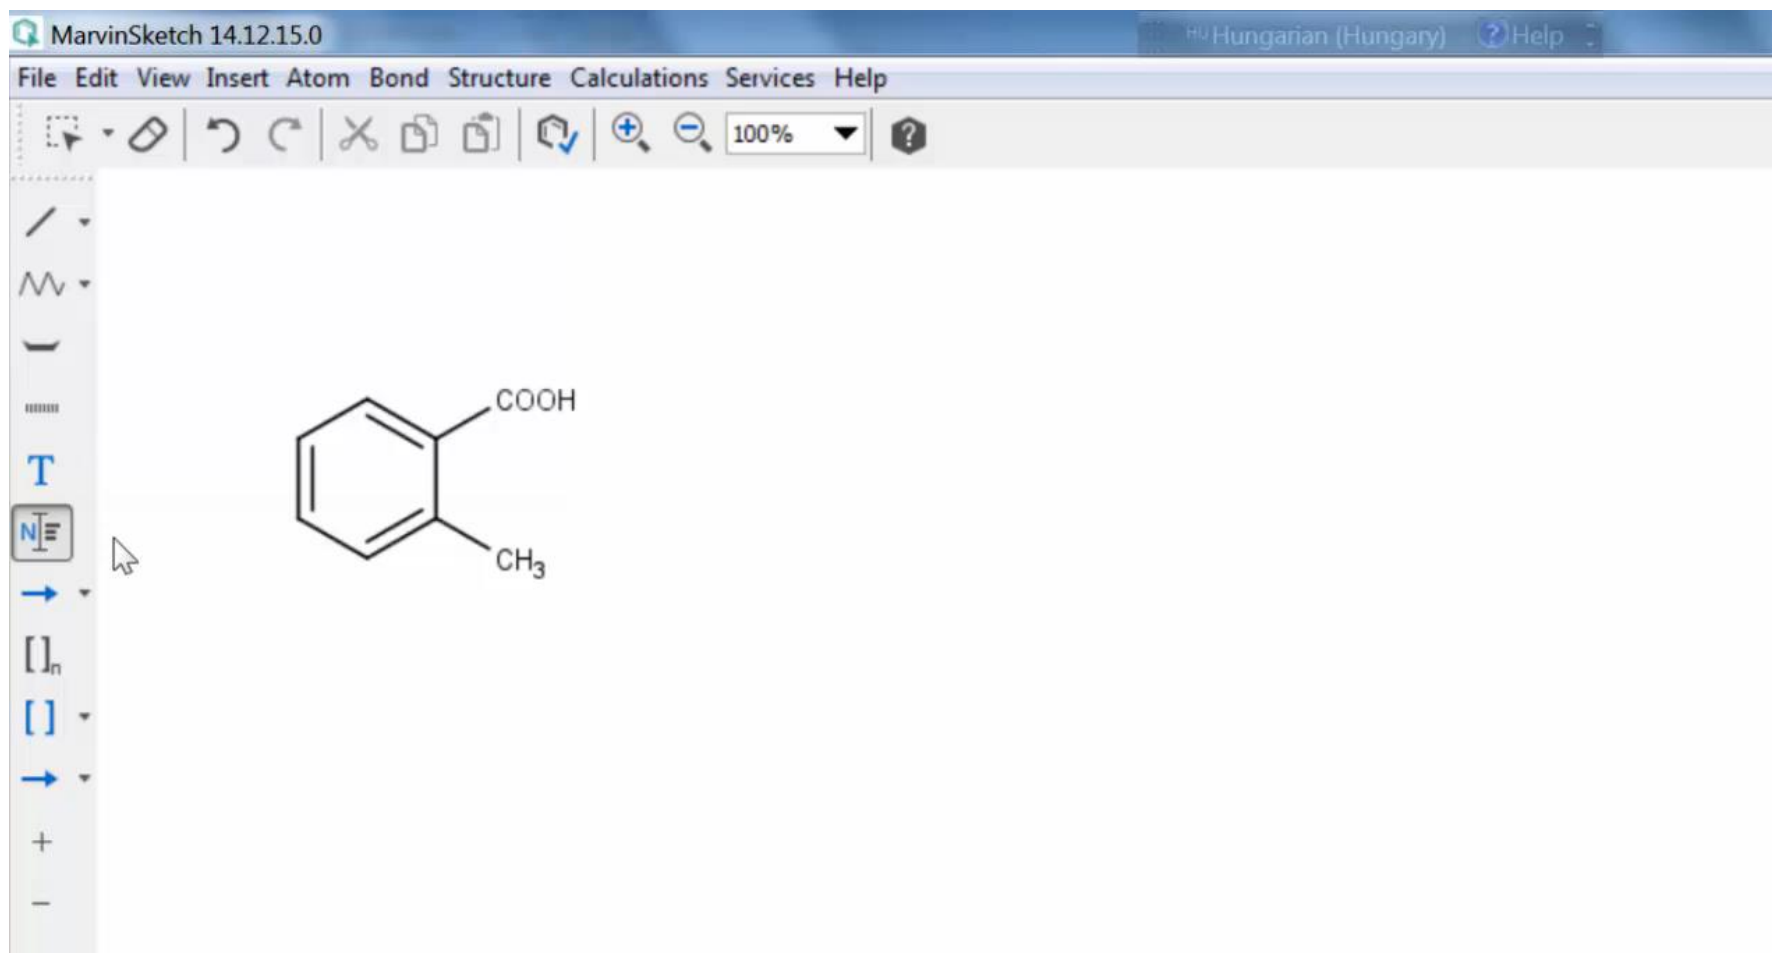 MarvinSketch 14.12.15.0
HU Hungarian (Hungary) ? Help
File Edit View Insert Atom Bond Structure Calculations Services Help
100% ?
COOH
T
N
CH₃
[ ]n
[ ]
+
−